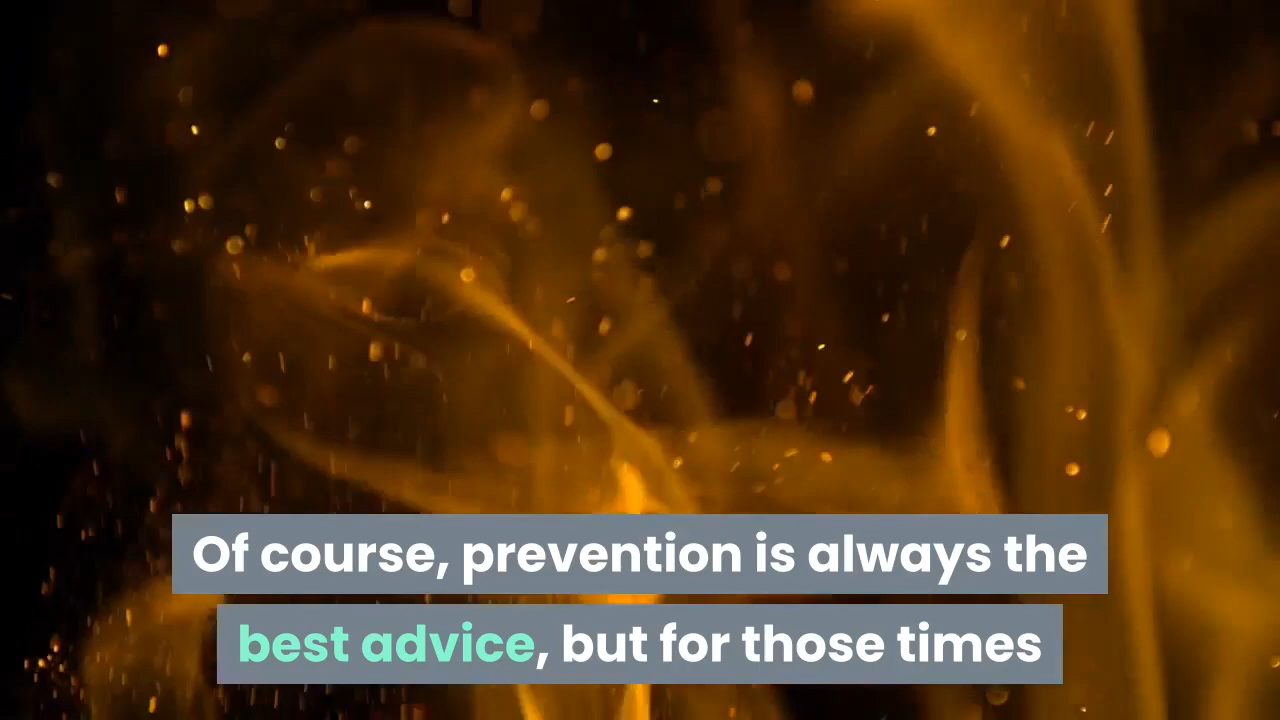 Of course, prevention is always the
best advice, but for those times